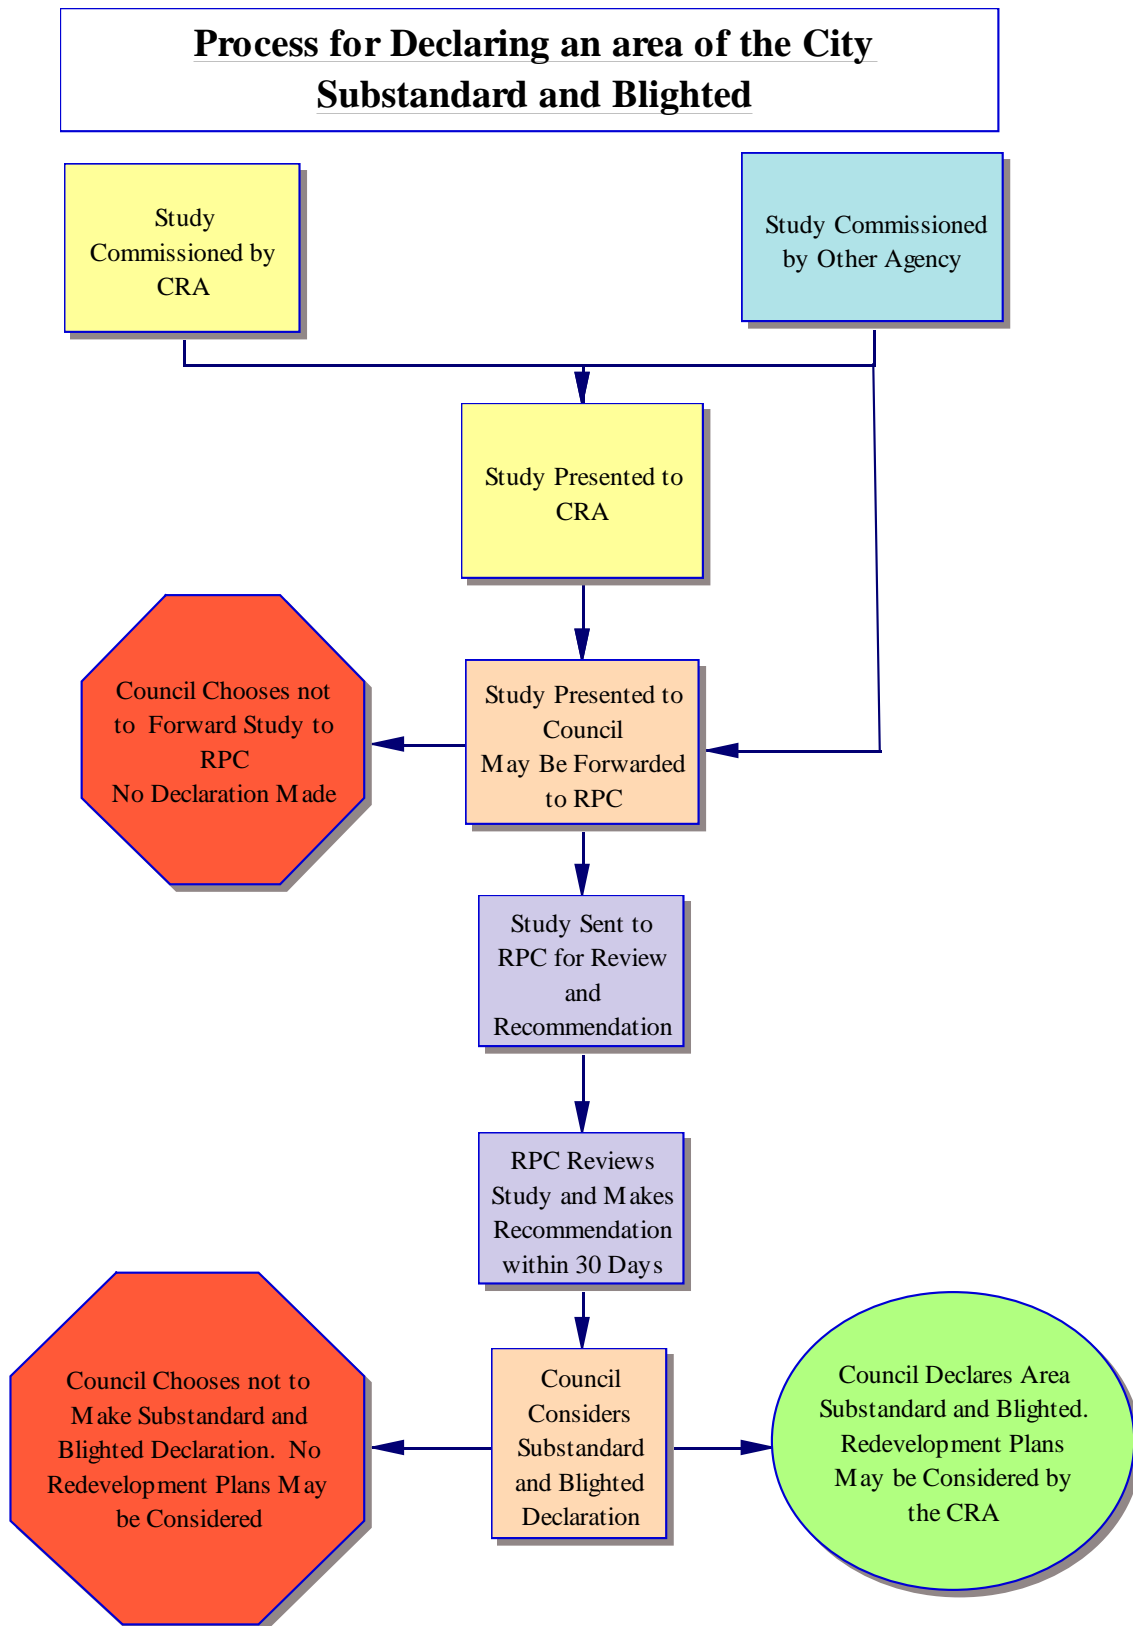 Process for Declaring an area of the City
Substandard and Blighted
Study
Commissioned by
CRA
Study Commissioned
by Other Agency
Study Presented to
CRA
Council Chooses not
to Forward Study to
RPC
No Declaration Made
Study Presented to
Council
May Be Forwarded
to RPC
Study Sent to
RPC for Review
and
Recommendation
RPC Reviews
Study and Makes
Recommendation
within 30 Days
Council Chooses not to
Make Substandard and
Blighted Declaration. No
Redevelopment Plans May
be Considered
Council
Considers
Substandard
and Blighted
Declaration
Council Declares Area
Substandard and Blighted.
Redevelopment Plans
May be Considered by
the CRA